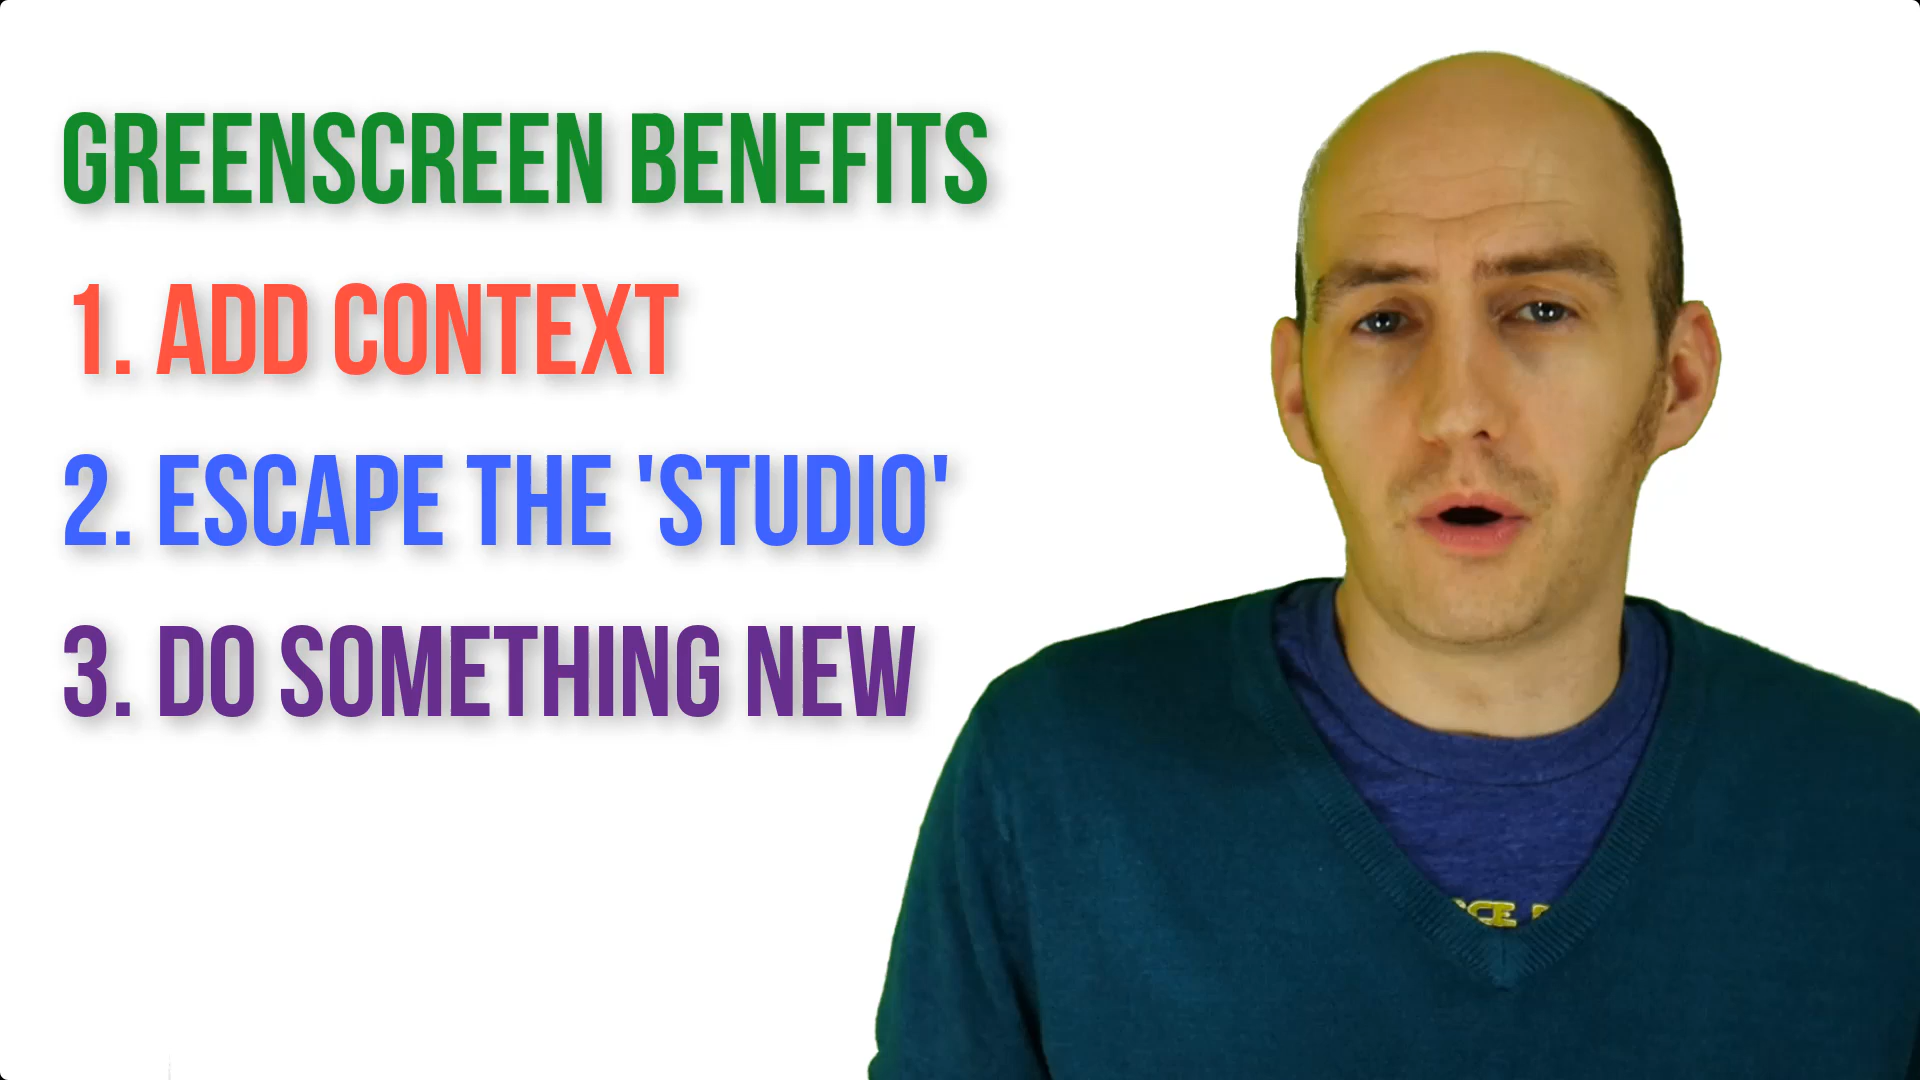 GREENSCREEN BENEFITS
1. ADD CONTEXT
2. ESCAPE THE 'STUDIO'
3. DO SOMETHING NEW